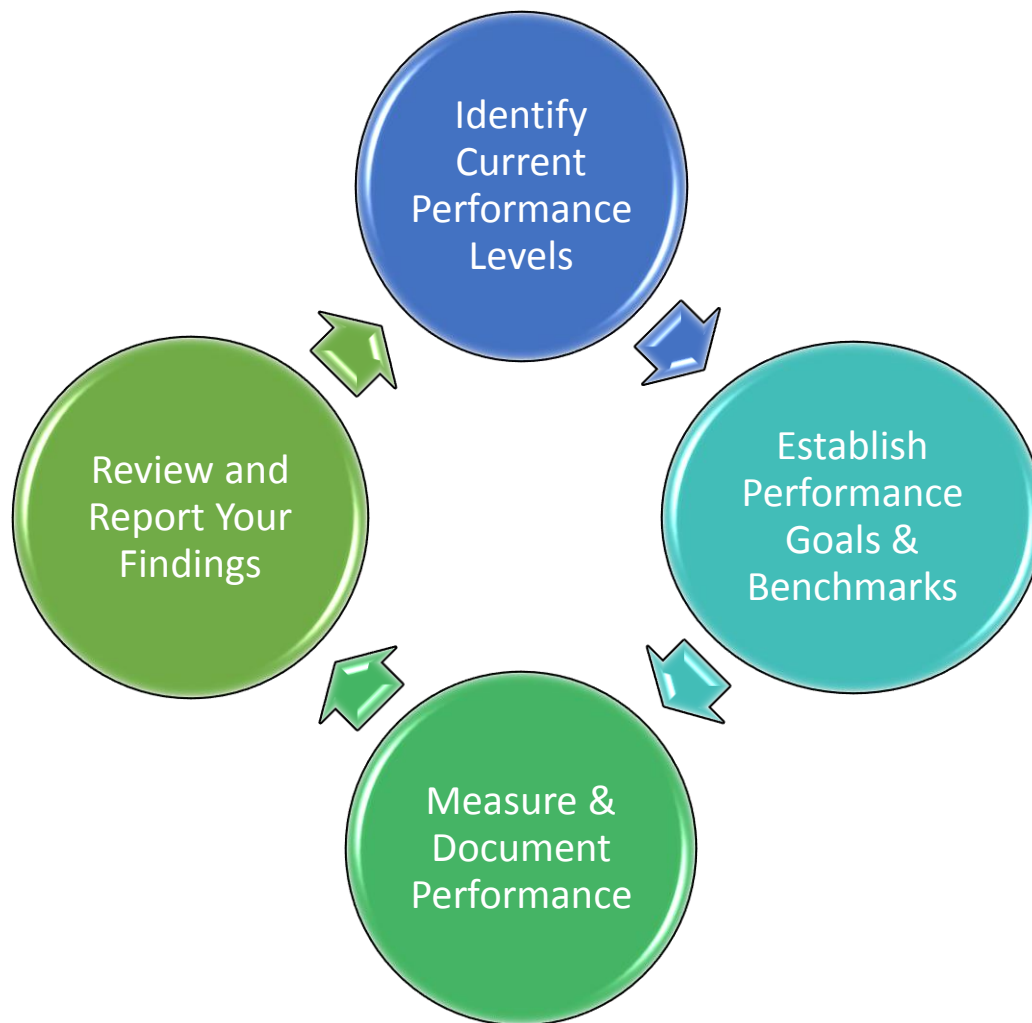 Identify
Current
Performance
Levels
Establish
Performance
Goals &
Benchmarks
Measure &
Document
Performance
Review and
Report Your
Findings